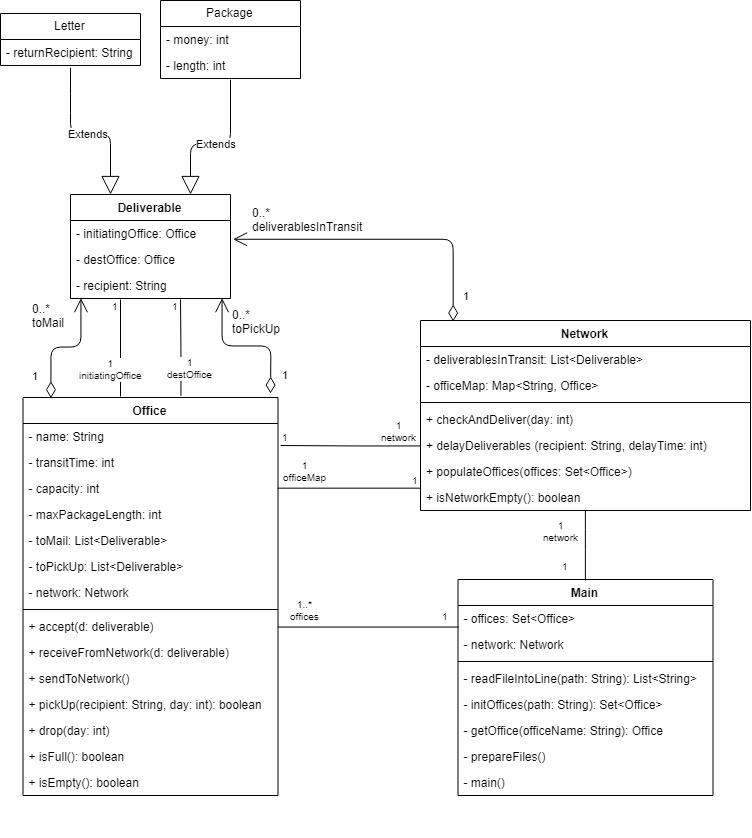 Letter
- returnRecipient: String
Package
- money: int
- length: int
Extends
Extends
Deliverable
- initiatingOffice: Office
- destOffice: Office
- recipient: String
0..*
deliverablesInTransit
1
0..*
toMail
1
1
1
initiatingOffice
1
1
destOffice
0..*
toPickUp
1
Network
- deliverablesInTransit: List<Deliverable>
- officeMap: Map<String, Office>
+ checkAndDeliver(day: int)
+ delayDeliverables (recipient: String, delayTime: int)
+ populateOffices(offices: Set<Office>)
+ isNetworkEmpty(): boolean
Office
- name: String
- transitTime: int
- capacity: int
- maxPackageLength: int
- toMail: List<Deliverable>
- toPickUp: List<Deliverable>
- network: Network
+ accept(d: deliverable)
+ receiveFromNetwork(d: deliverable)
+ sendToNetwork()
+ pickUp(recipient: String, day: int): boolean
+ drop(day: int)
+ isFull(): boolean
+ isEmpty(): boolean
1
1
network
1
officeMap
1
1
network
1
1..*
offices
1
Main
- offices: Set<Office>
- network: Network
- readFileIntoLine(path: String): List<String>
- initOffices(path: String): Set<Office>
- getOffice(officeName: String): Office
- prepareFiles()
- main()